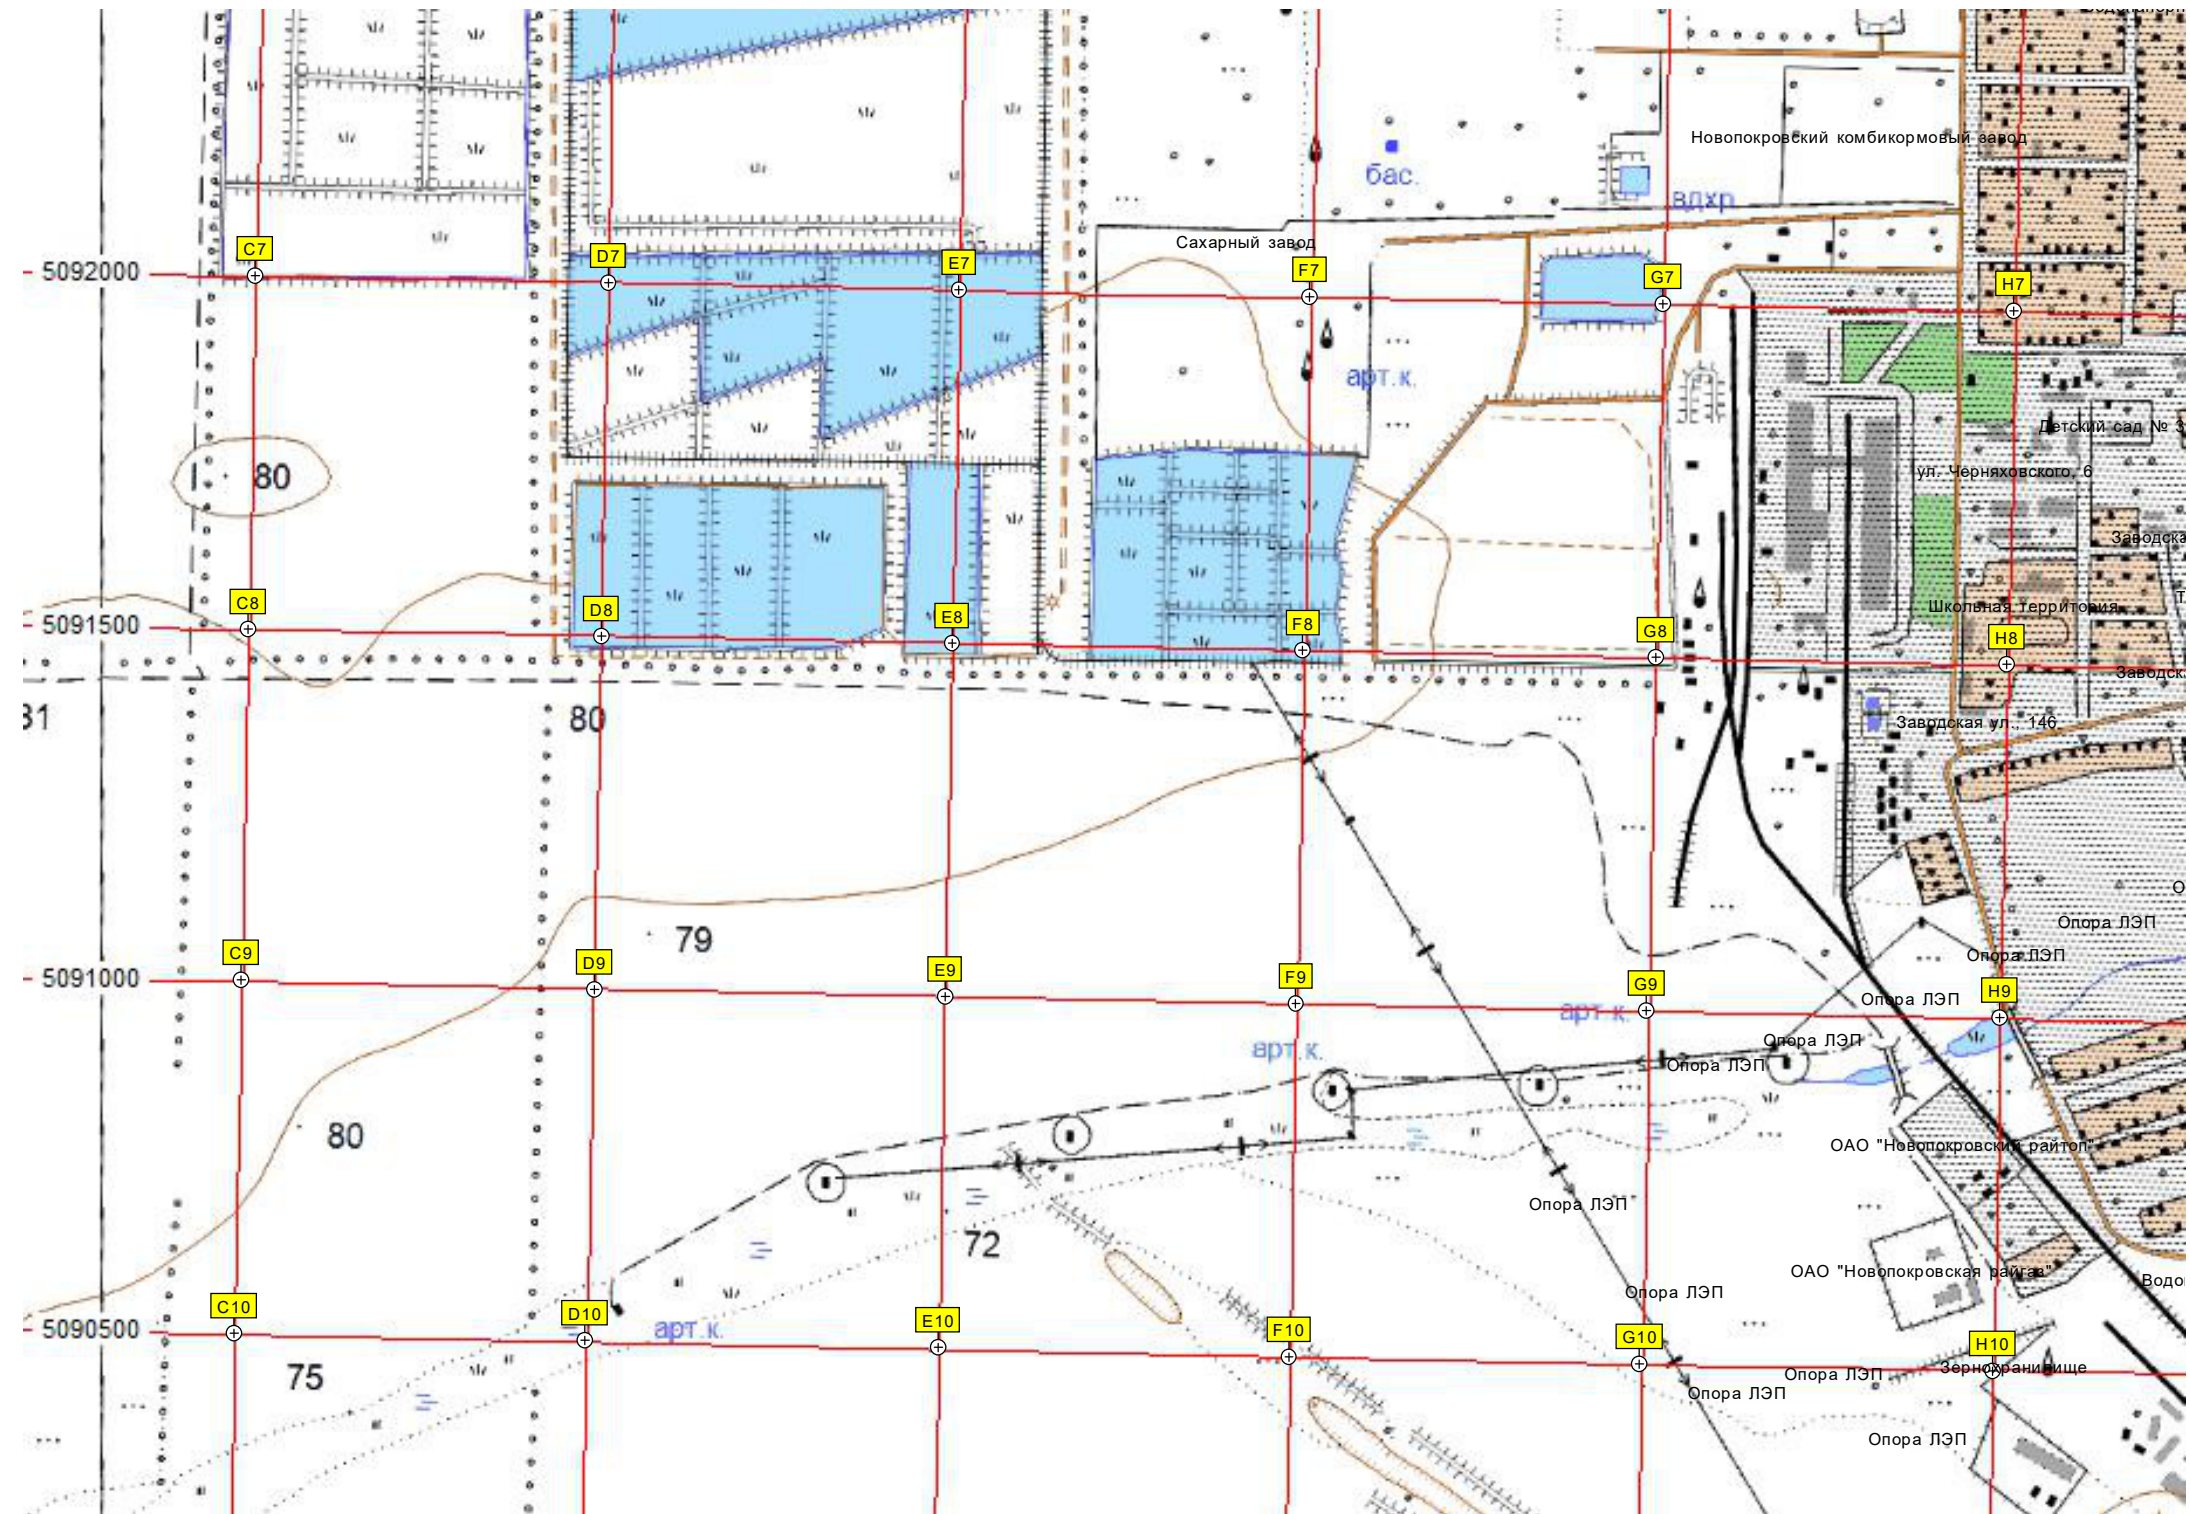 Новопокровский комбикормовый завод
бас.
вдхр.
Сахарный завод
C7
D7
E7
F7
G7
H7
5092000
арт.к.
Детский сад № 3
80
ул. Черняховского, 6
Заводска
C8
D8
E8
F8
G8
H8
Школьная территория
5091500
Заводск
80
Заводская ул., 146
79
Опора ЛЭП
Опора ЛЭП
C9
D9
E9
F9
G9
H9
5091000
Опора ЛЭП
арт.к.
арт.к.
Опора ЛЭП
Опора ЛЭП
80
ОАО "Новопокровский райтоп"
Опора ЛЭП
72
ОАО "Новопокровская райгаз"
Водо
Опора ЛЭП
C10
D10
E10
F10
G10
H10
5090500
арт.к.
75
Зернохранилище
Опора ЛЭП
Опора ЛЭП
Опора ЛЭП